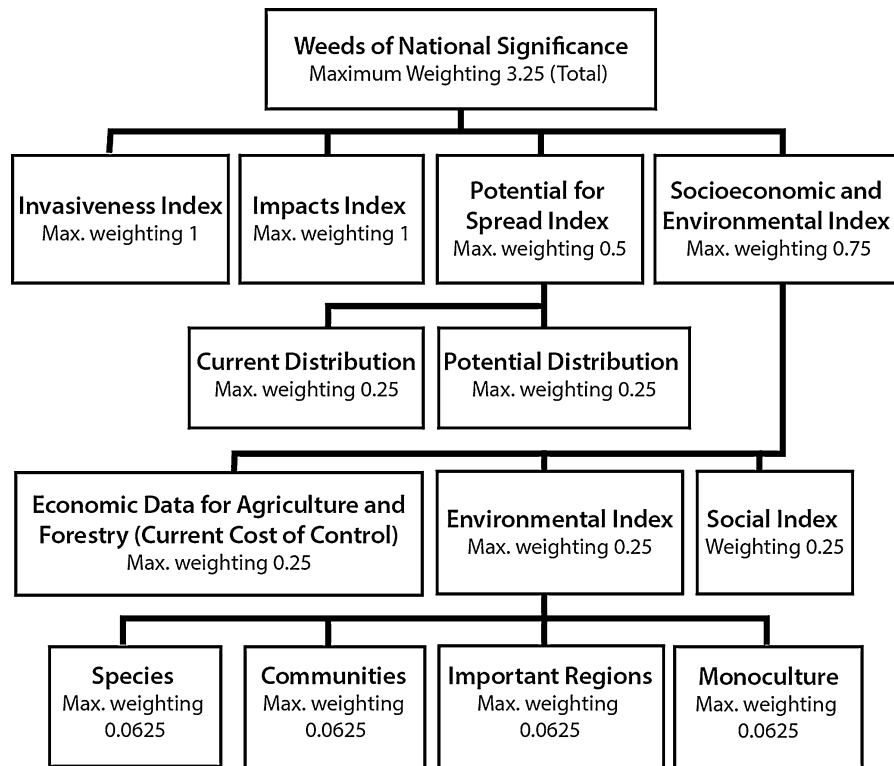 Weeds of National Significance
Maximum Weighting 3.25 (Total)
Invasiveness Index
Max. weighting 1
Impacts Index
Max. weighting 1
Potential for
Spread Index
Max. weighting 0.5
Socioeconomic and
Environmental Index
Max. weighting 0.75
Current Distribution
Max. weighting 0.25
Potential Distribution
Max. weighting 0.25
Economic Data for Agriculture and
Forestry (Current Cost of Control)
Max. weighting 0.25
Environmental Index
Max. weighting 0.25
Social Index
Weighting 0.25
Species
Max. weighting
0.0625
Communities
Max. weighting
0.0625
Important Regions
Max. weighting
0.0625
Monoculture
Max. weighting
0.0625